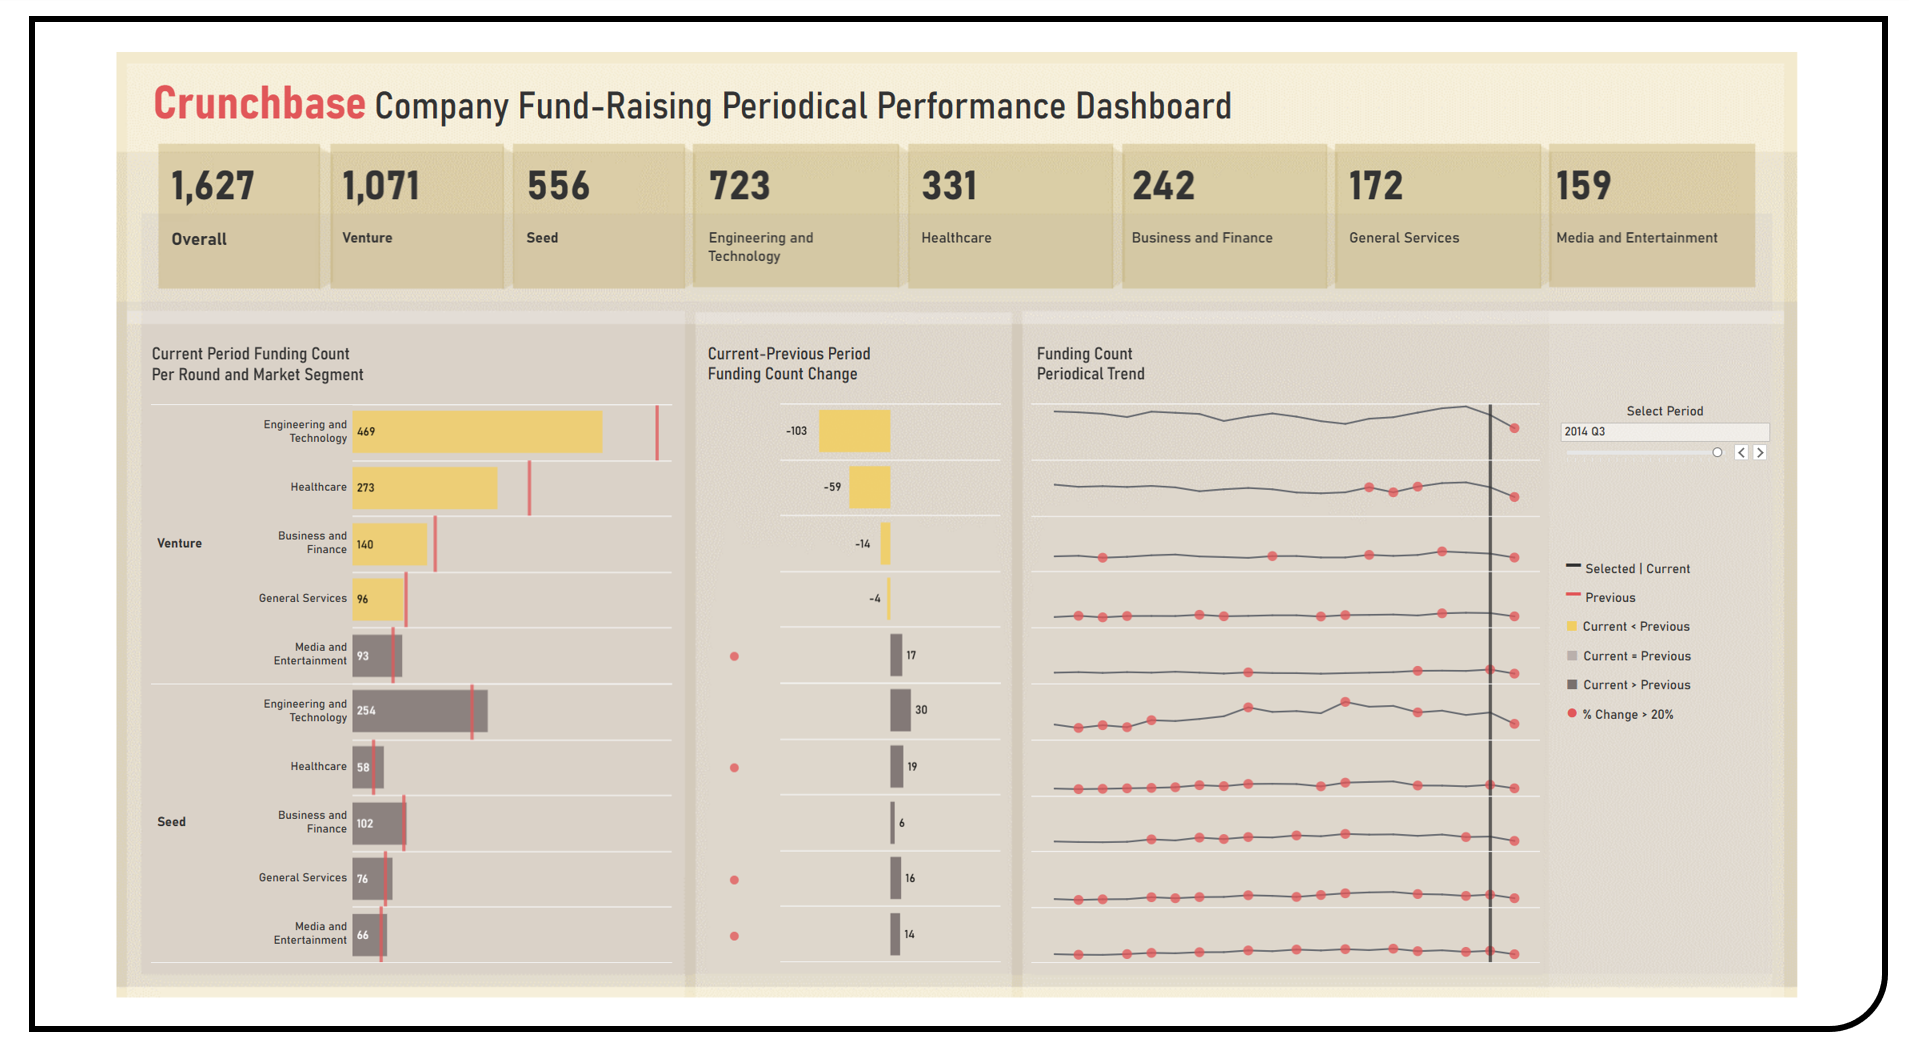 Crunchbase Company Fund-Raising Periodical Performance Dashboard
1,627
Overall
1,071
Venture
556
Seed
723
Engineering and
Technology
331
Healthcare
242
Business and Finance
172
General Services
159
Media and Entertainment
Current Period Funding Count
Per Round and Market Segment
Current-Previous Period
Funding Count Change
Funding Count
Periodical Trend
Venture
Engineering and
Technology
469
-103
Healthcare
273
-59
Business and
Finance
140
-14
General Services
96
-4
Media and
Entertainment
93
17
Seed
Engineering and
Technology
254
30
Healthcare
58
19
Business and
Finance
102
6
General Services
76
16
Media and
Entertainment
66
14
Select Period
2014 Q3
Selected | Current
Previous
Current < Previous
Current = Previous
Current > Previous
% Change > 20%